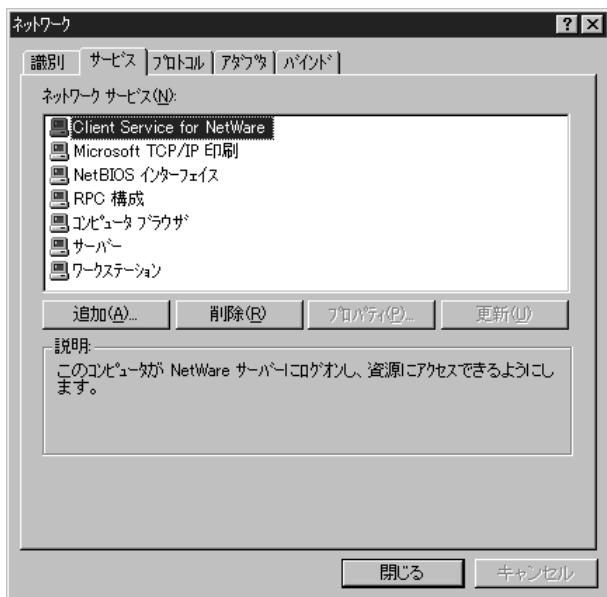 ネットワーク
識別 サービス プロトコル アダプタ バインド
ネットワーク サービス(N):
Client Service for NetWare
Microsoft TCP/IP 印刷
NetBIOS インターフェイス
RPC 構成
コンピュータ ブラウザ
サーバー
ワークステーション
追加(A)... 削除(R) プロパティ(P)... 更新(U)
説明:
このコンピュータが NetWare サーバーにログオンし、資源にアクセスできるようにし
ます。
閉じる キャンセル